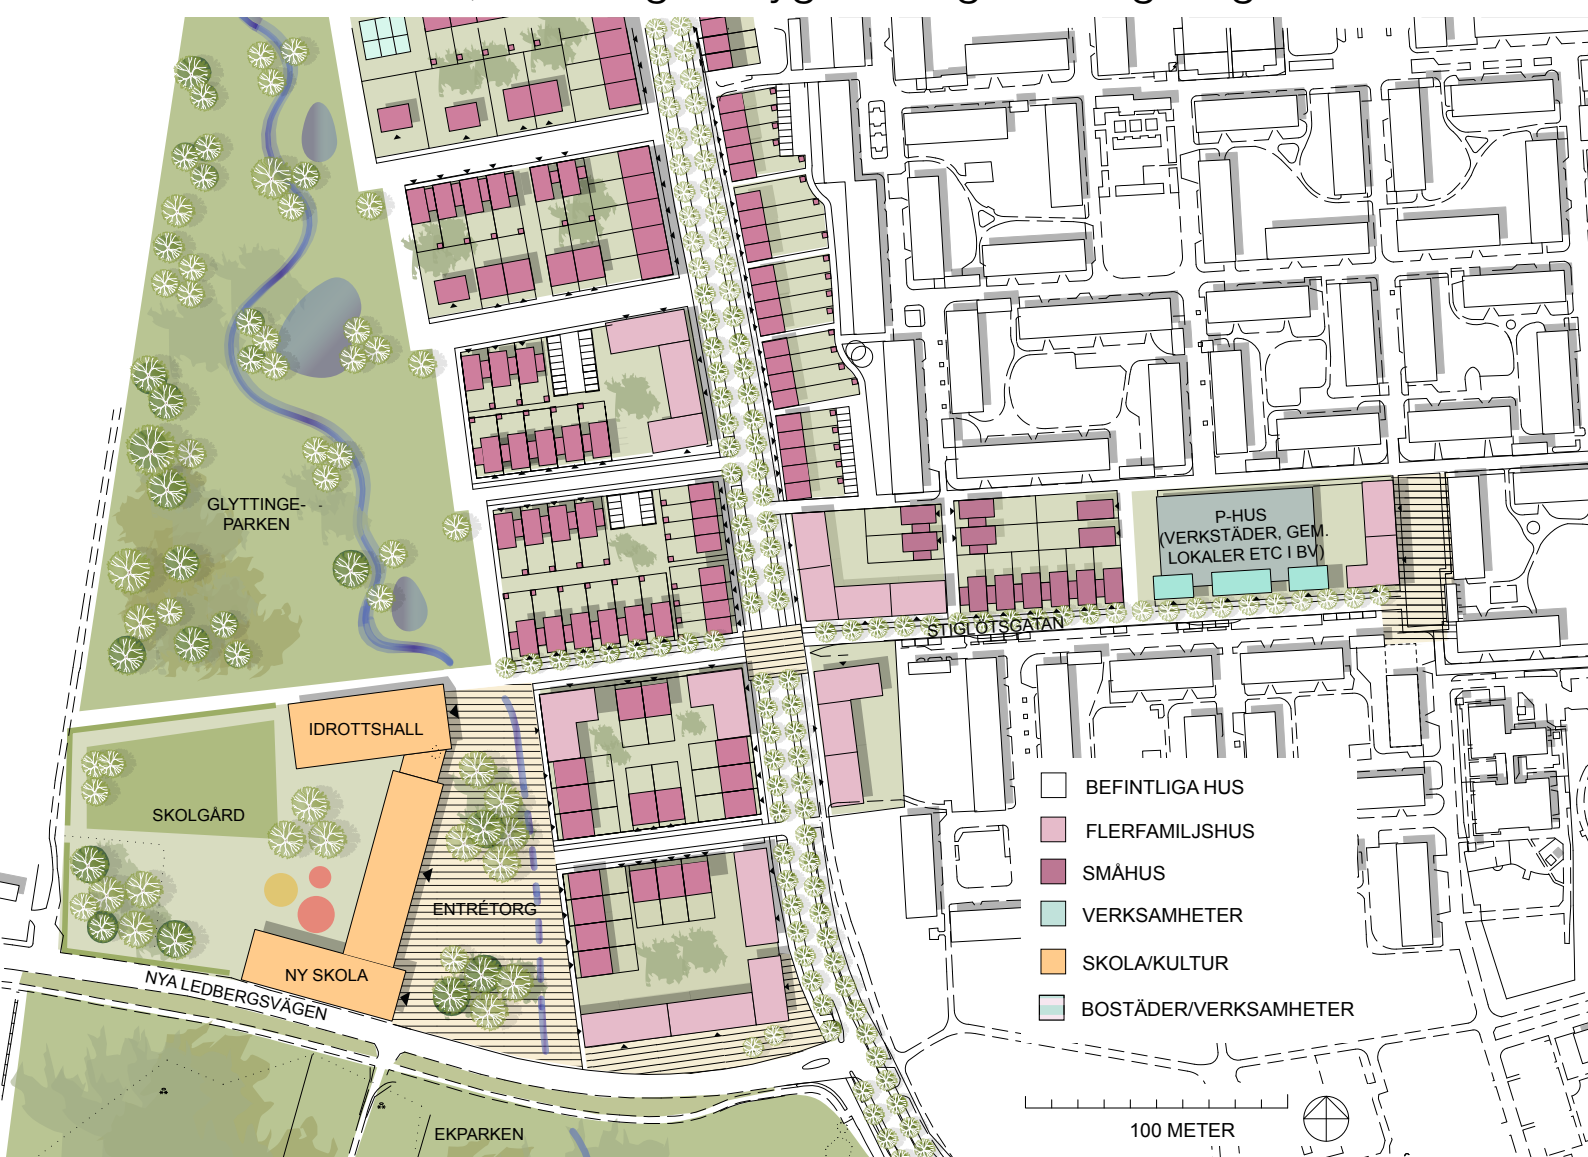 GLYTTINGE-
PARKEN
P-HUS
(VERKSTÄDER, GEM.
LOKALER ETC I BV)
STIGLÖTSGATAN
IDROTTSHALL
SKOLGÅRD
ENTRÉTORG
NY SKOLA
NYA LEDBERGSVÄGEN
EKPARKEN
BEFINTLIGA HUS
FLERFAMILJSHUS
SMÅHUS
VERKSAMHETER
SKOLA/KULTUR
BOSTÄDER/VERKSAMHETER
100 METER